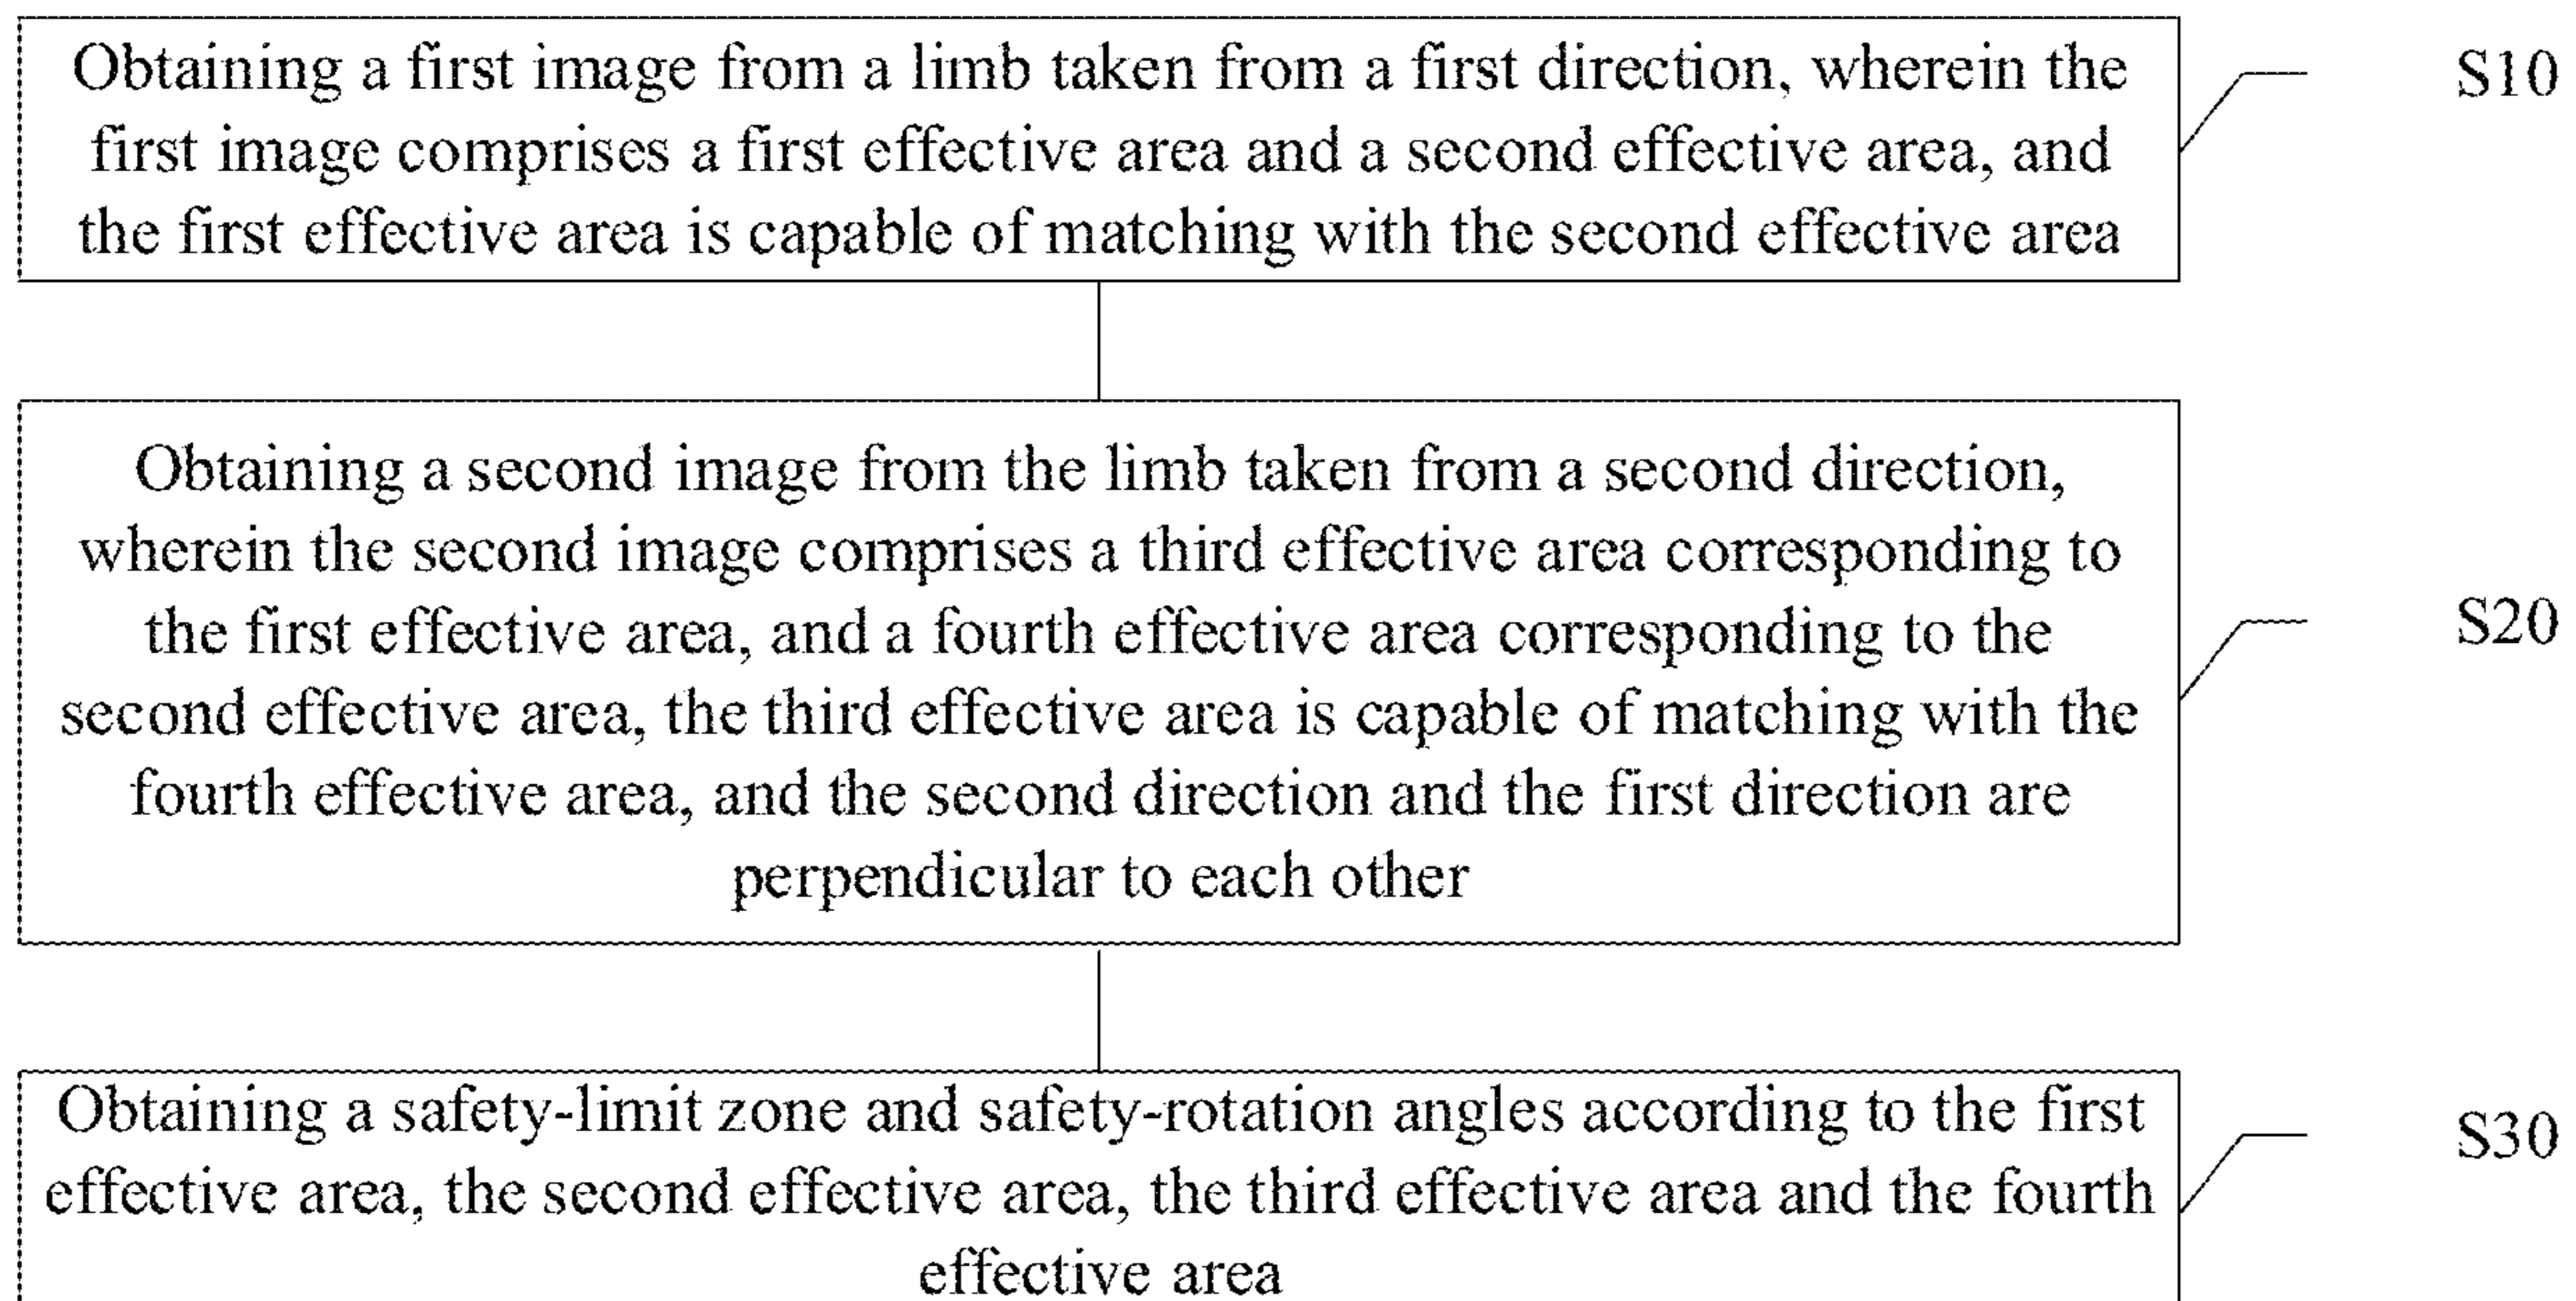 Obtaining a first image from a limb taken from a first direction, wherein the
first image comprises a first effective area and a second effective area, and
the first effective area is capable of matching with the second effective area
S10
Obtaining a second image from the limb taken from a second direction,
wherein the second image comprises a third effective area corresponding to
the first effective area, and a fourth effective area corresponding to the
second effective area, the third effective area is capable of matching with the
fourth effective area, and the second direction and the first direction are
perpendicular to each other
S20
Obtaining a safety-limit zone and safety-rotation angles according to the first
effective area, the second effective area, the third effective area and the fourth
effective area
S30